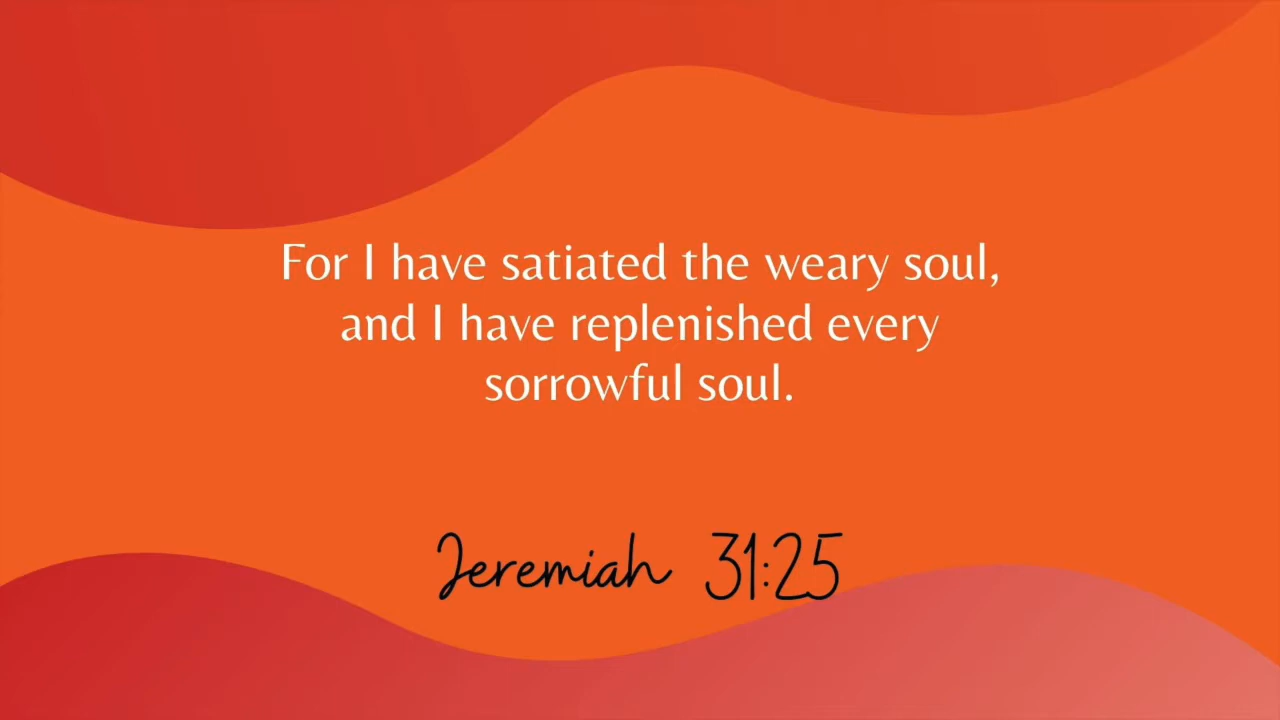 For I have satiated the weary soul,
and I have replenished every
sorrowful soul.
Jeremiah 31:25